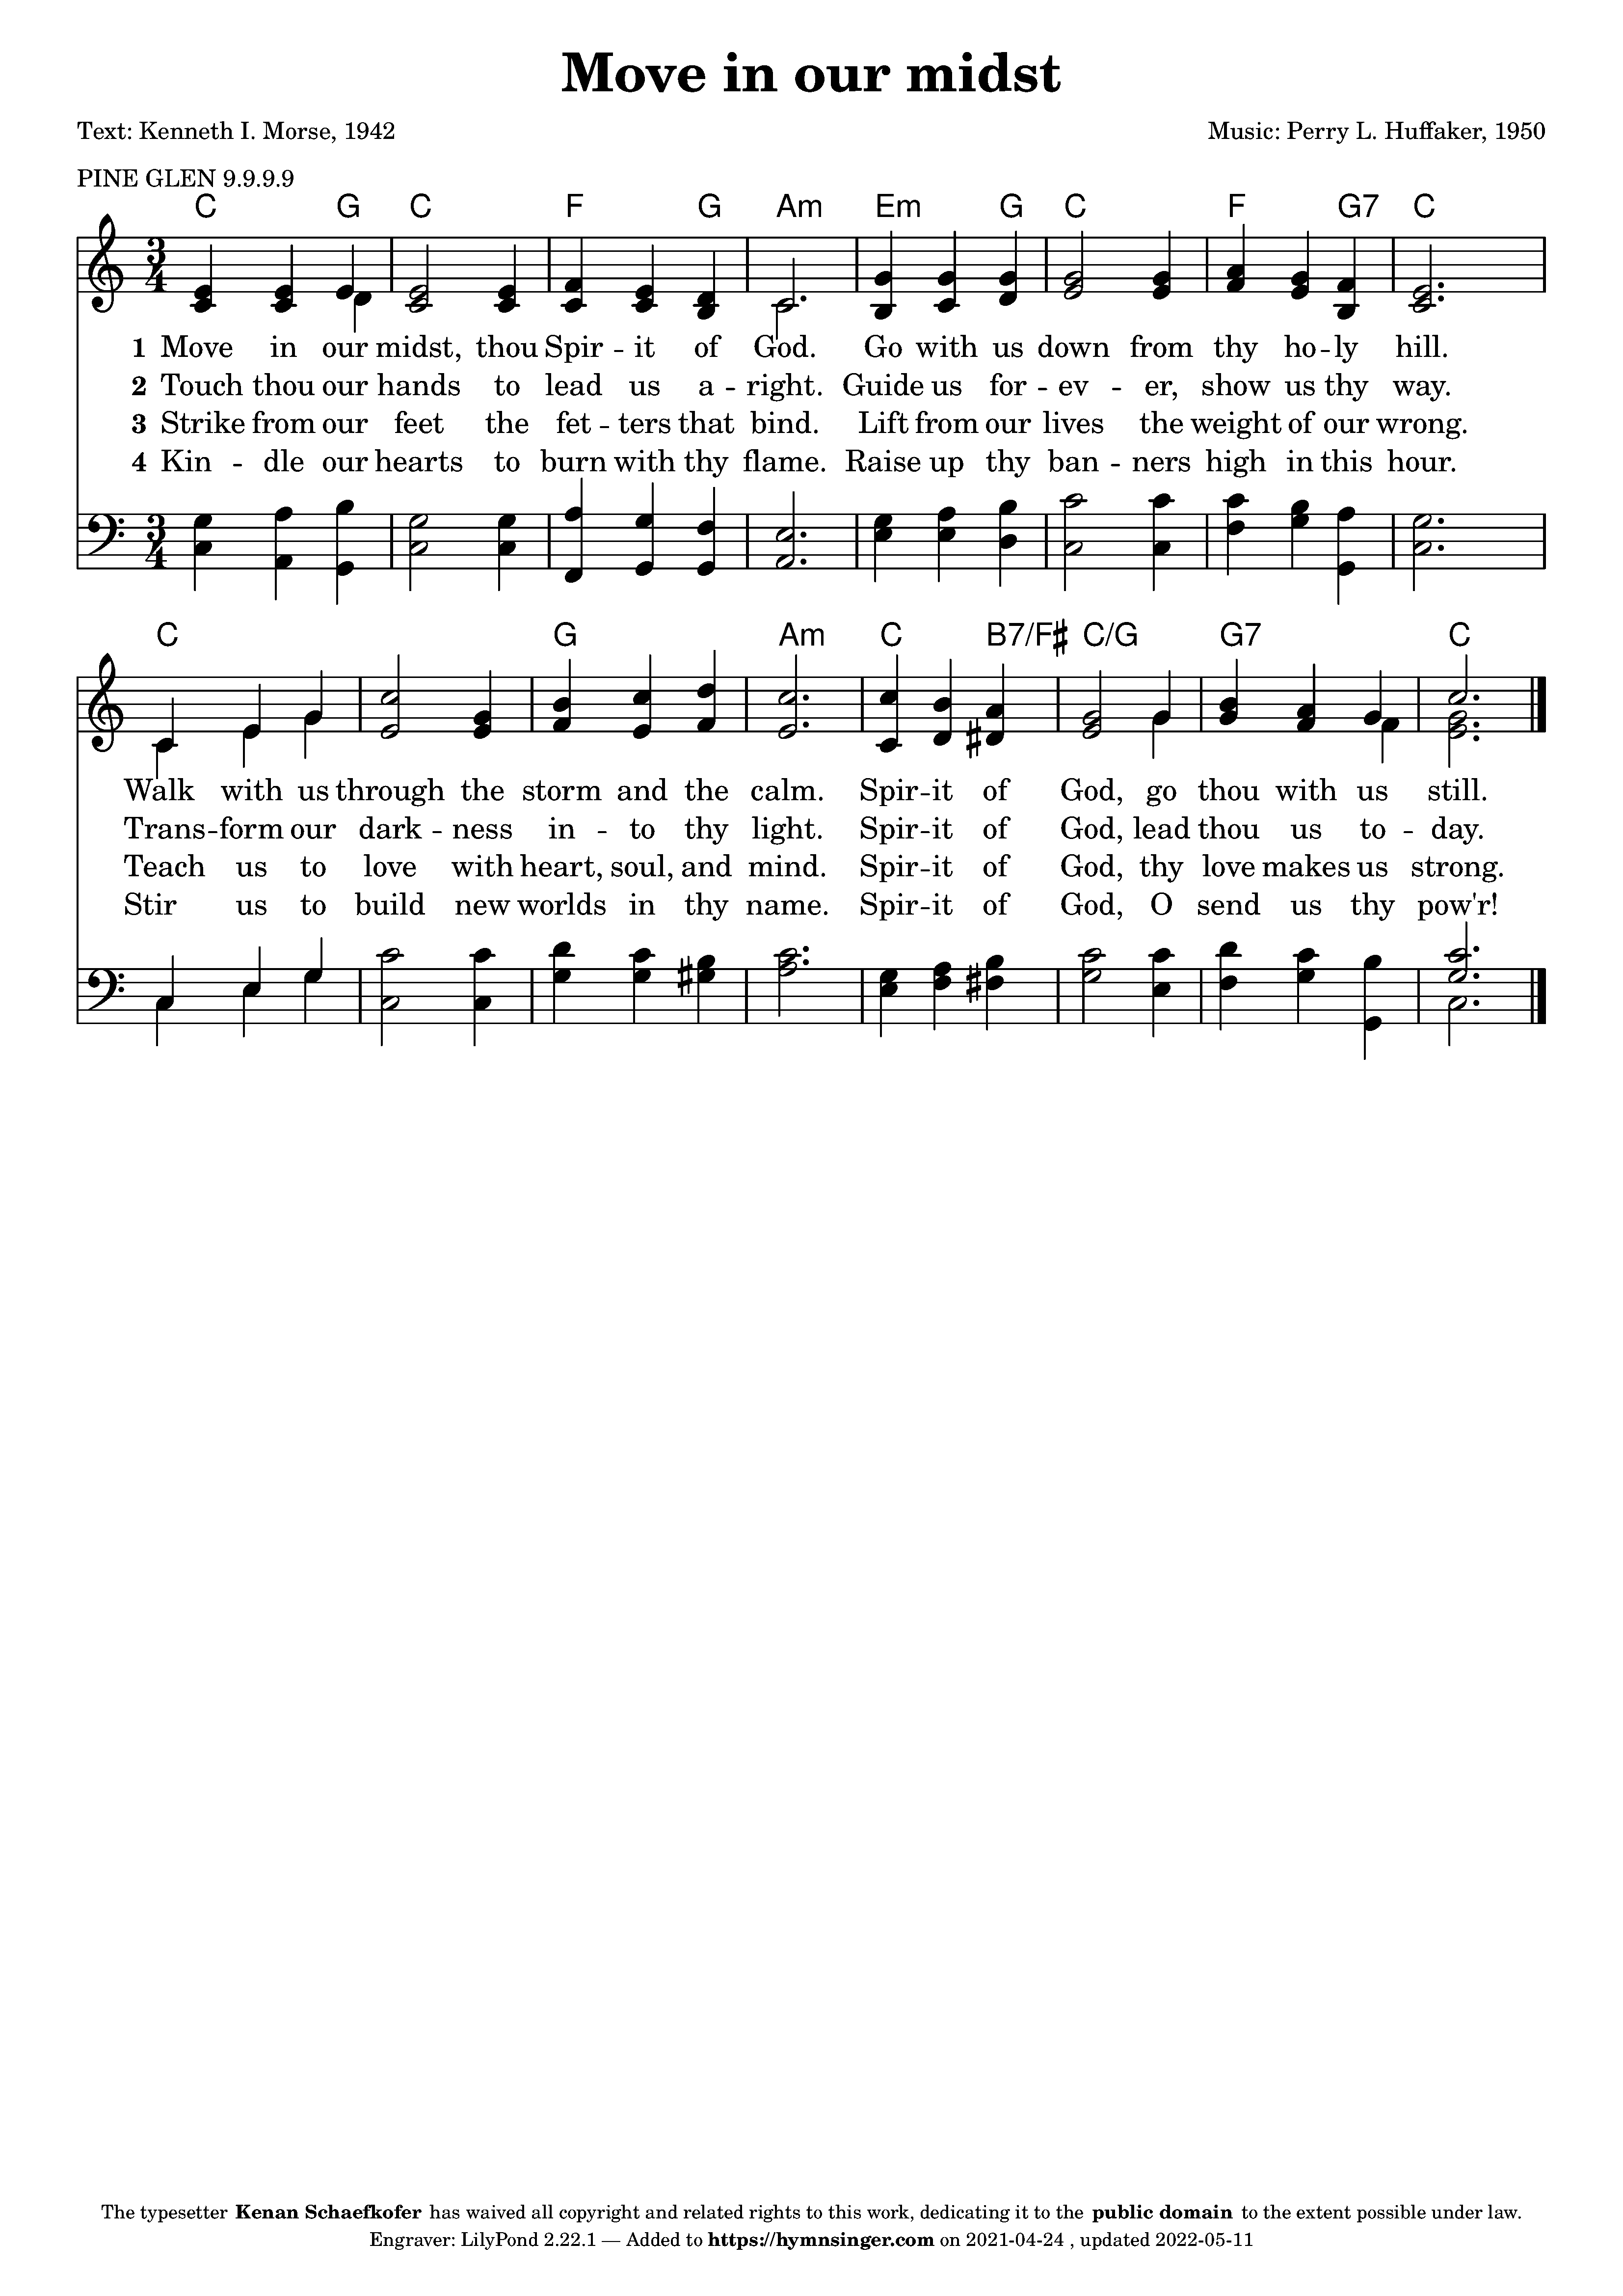 Move in our midst
Text: Kenneth I. Morse, 1942
Music: Perry L. Huffaker, 1950
PINE GLEN 9.9.9.9
C G C F G Am Em G C F G7 C
3
4
1 Move in our midst, thou Spir -- it of God. Go with us down from thy ho -- ly hill.
2 Touch thou our hands to lead us a -- right. Guide us for -- ev -- er, show us thy way.
3 Strike from our feet the fet -- ters that bind. Lift from our lives the weight of our wrong.
4 Kin -- dle our hearts to burn with thy flame. Raise up thy ban -- ners high in this hour.
3
4
C G Am C B7/F♯ C/G G7 C
Walk with us through the storm and the calm. Spir -- it of God, go thou with us still.
Trans -- form our dark -- ness in -- to thy light. Spir -- it of God, lead thou us to -- day.
Teach us to love with heart, soul, and mind. Spir -- it of God, thy love makes us strong.
Stir us to build new worlds in thy name. Spir -- it of God, O send us thy pow'r!
The typesetter Kenan Schaefkofer has waived all copyright and related rights to this work, dedicating it to the public domain to the extent possible under law.
Engraver: LilyPond 2.22.1 — Added to https://hymnsinger.com on 2021-04-24 , updated 2022-05-11